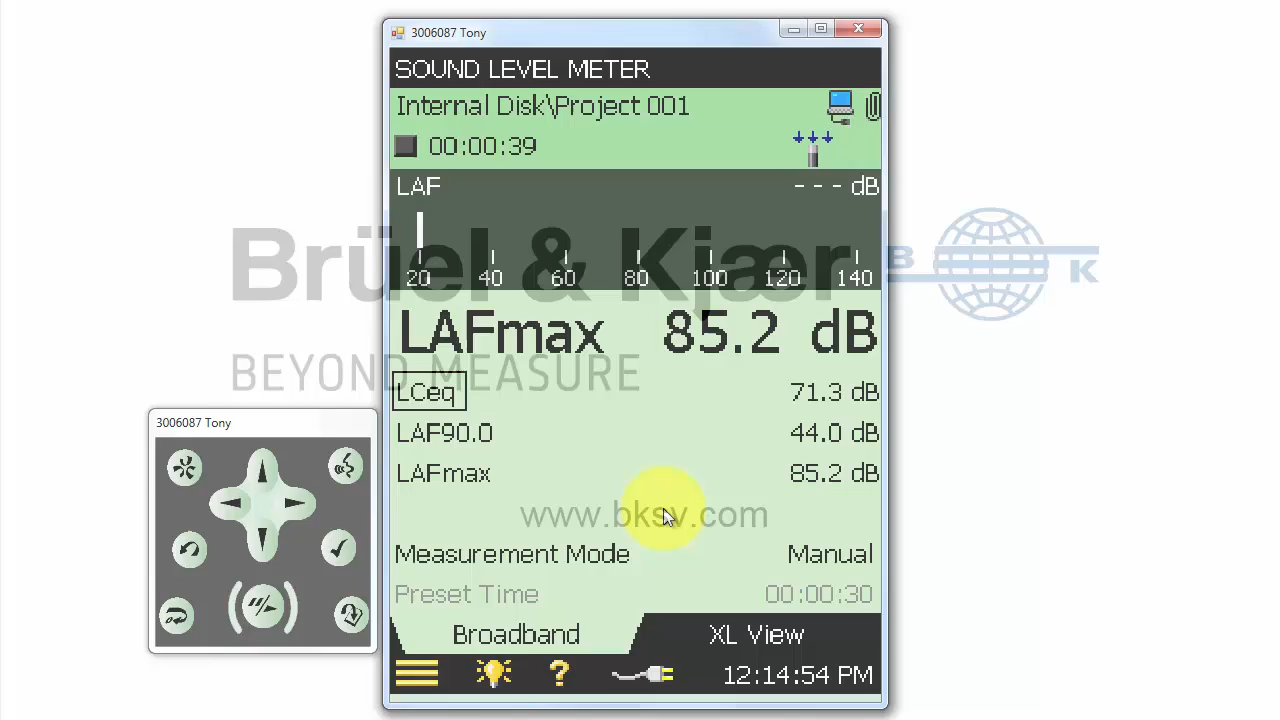 3006087 Tony
SOUND LEVEL METER
Internal Disk\Project 001
00:00:39
LAF - - - dB
20 40 60 80 100 120 140
Brüel & Kjær
B K
LAFmax 85.2 dB
BEYOND MEASURE
LCeq 71.3 dB
LAF90.0 44.0 dB
LAFmax 85.2 dB
www.bksv.com
Measurement Mode Manual
Preset Time 00:00:30
Broadband XL View
? 12:14:54 PM
3006087 Tony